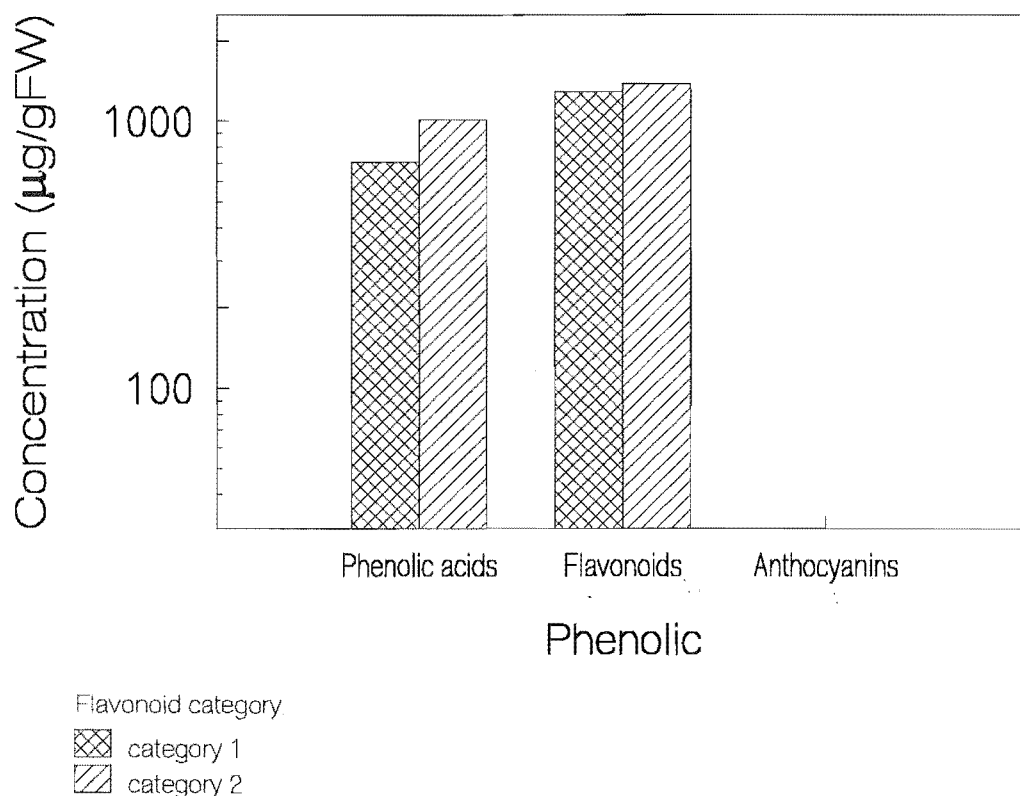 Concentration (µg/gFW)
1000
100
Phenolic acids
Flavonoids
Anthocyanins
Phenolic
Flavonoid category
category 1
category 2